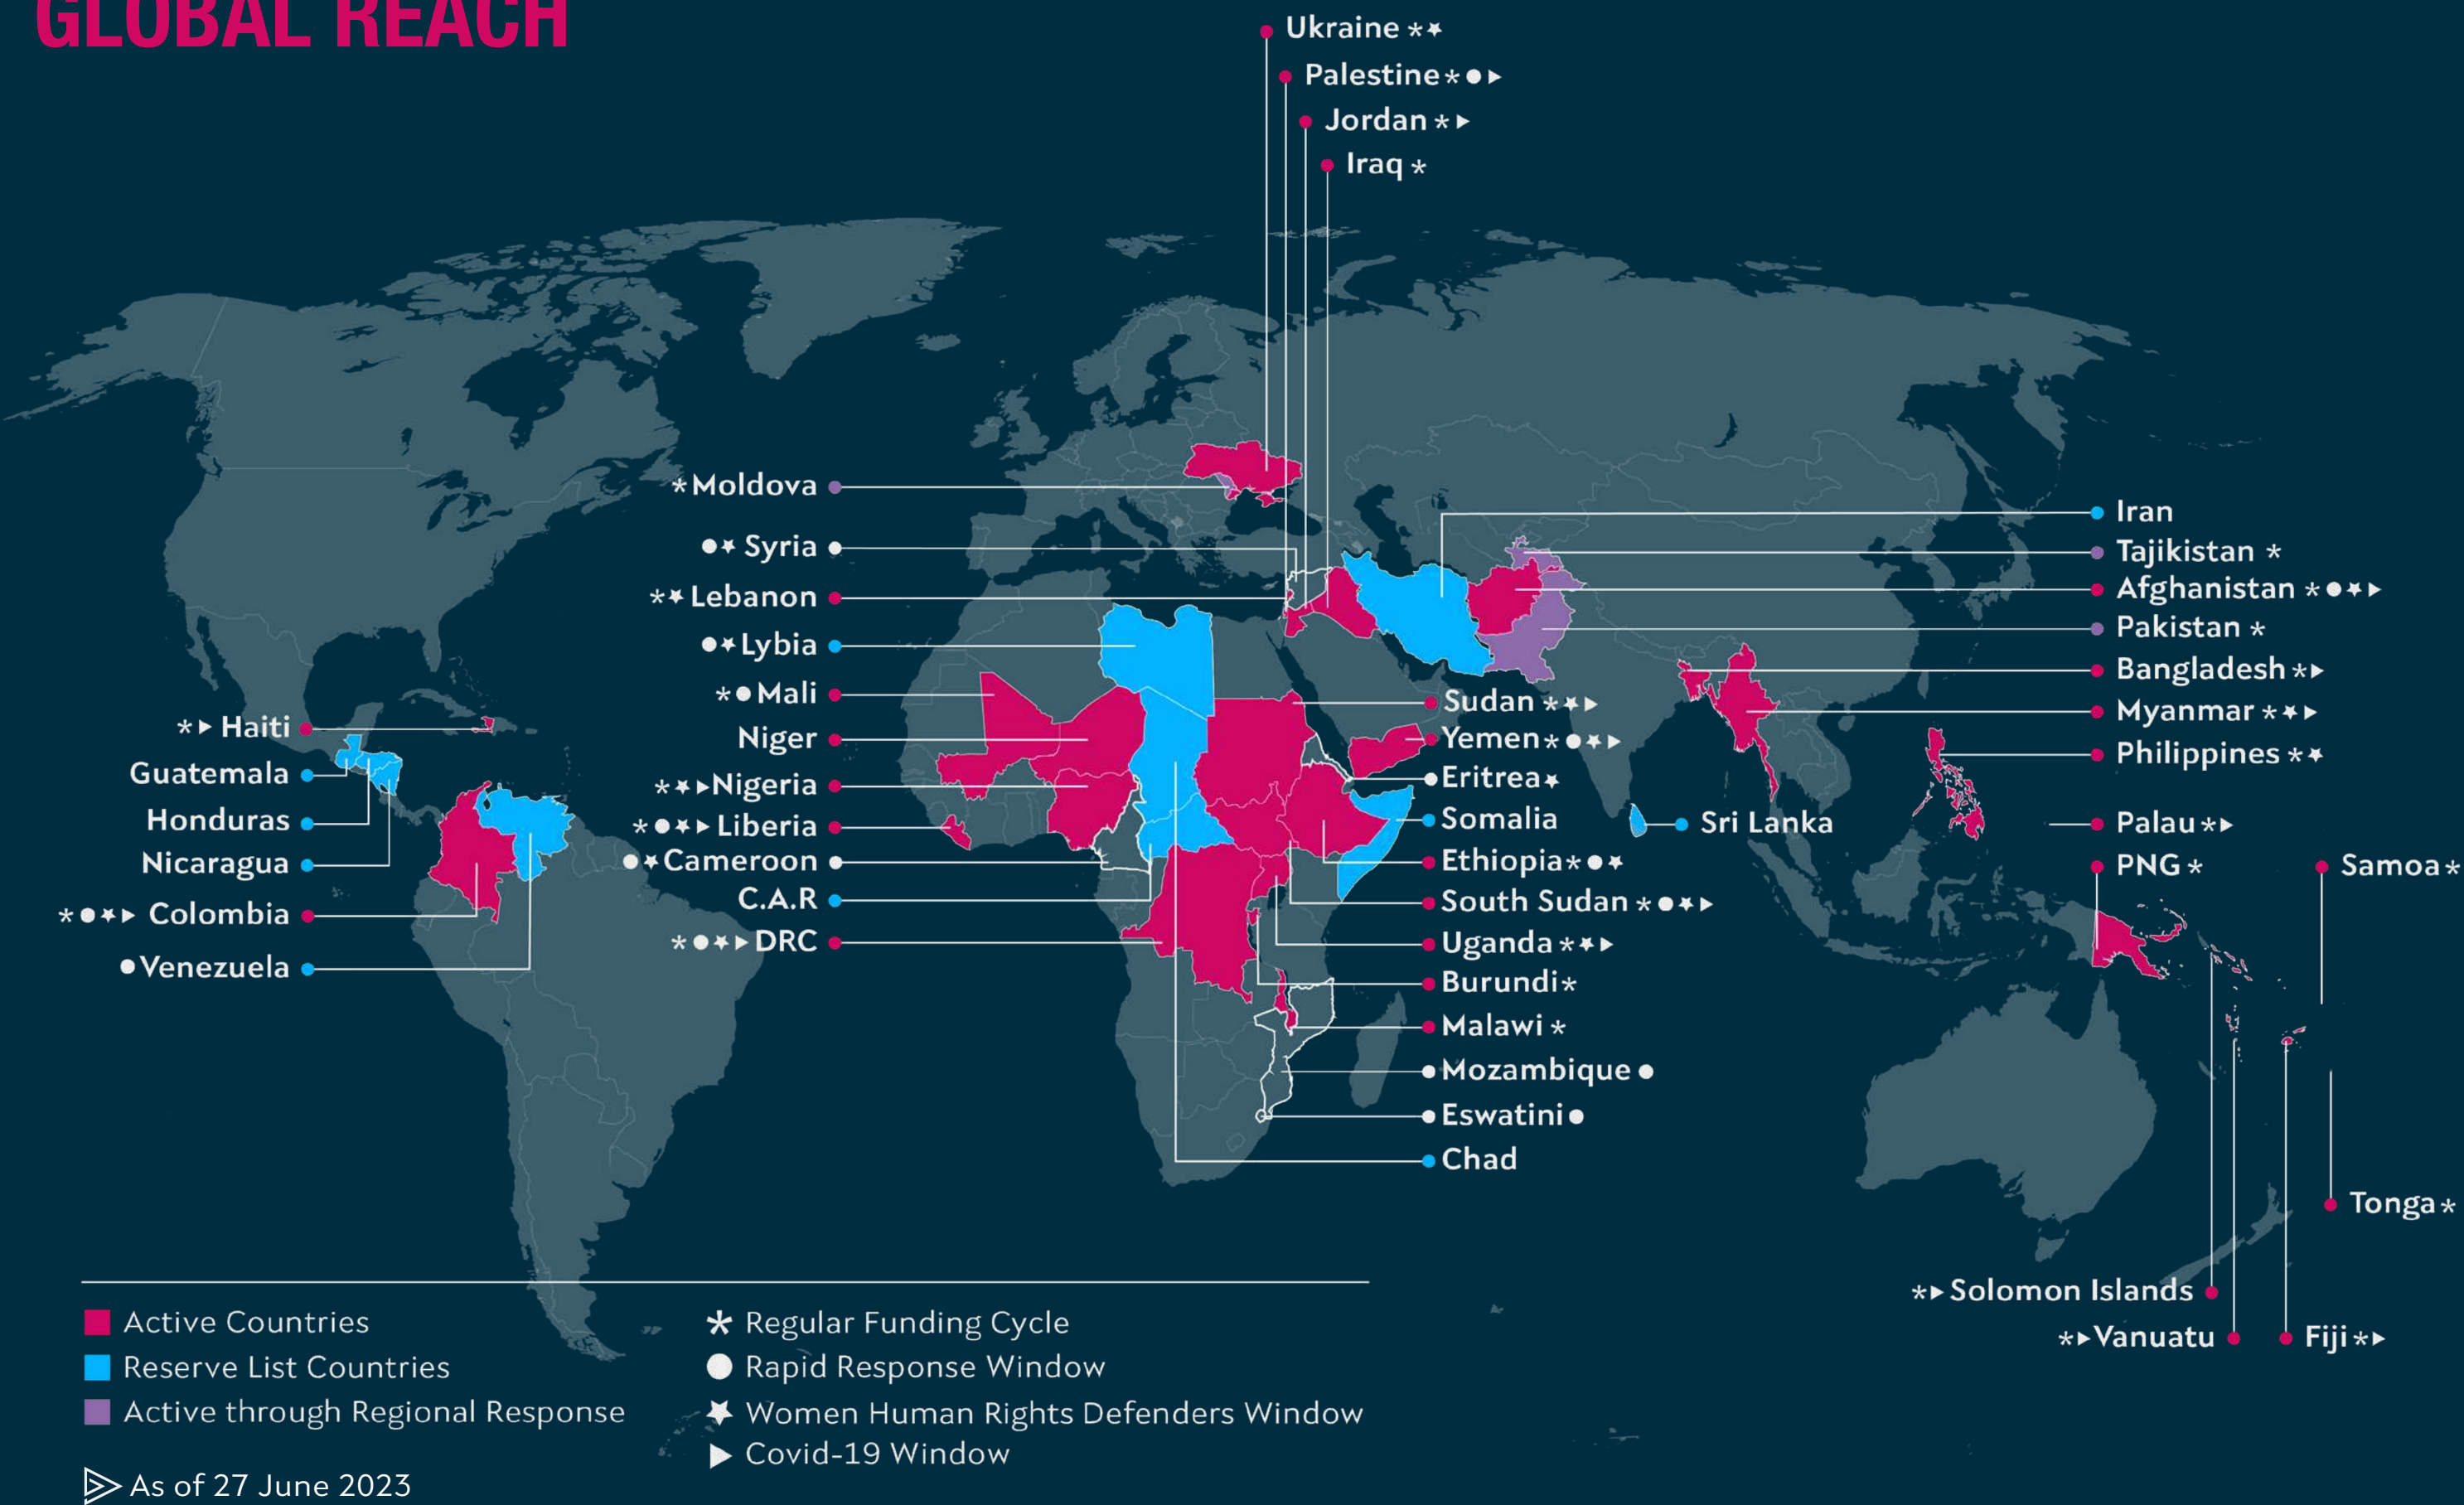 GLOBAL REACH
Ukraine *★
Palestine *●▶
Jordan *▶
Iraq *
*Moldova
●★ Syria
*★ Lebanon
●★ Lybia
*● Mali
Niger
*★▶Nigeria
*●★▶ Liberia
●★Cameroon
C.A.R
*●★▶ DRC
*▶ Haiti
Guatemala
Honduras
Nicaragua
*●★▶ Colombia
●Venezuela
Sudan *★▶
Yemen*●★▶
Eritrea★
Somalia
Ethiopia*●★
South Sudan *●★▶
Uganda *★▶
Burundi*
Malawi *
Mozambique ●
Eswatini●
Chad
Iran
Tajikistan *
Afghanistan *●★▶
Pakistan *
Bangladesh *▶
Myanmar *★▶
Philippines *★
Sri Lanka
Palau*▶
PNG *
Samoa*
Tonga*
*▶Solomon Islands
*▶Vanuatu
Fiji*▶
Active Countries
Reserve List Countries
Active through Regional Response
* Regular Funding Cycle
● Rapid Response Window
★ Women Human Rights Defenders Window
▶ Covid-19 Window
As of 27 June 2023